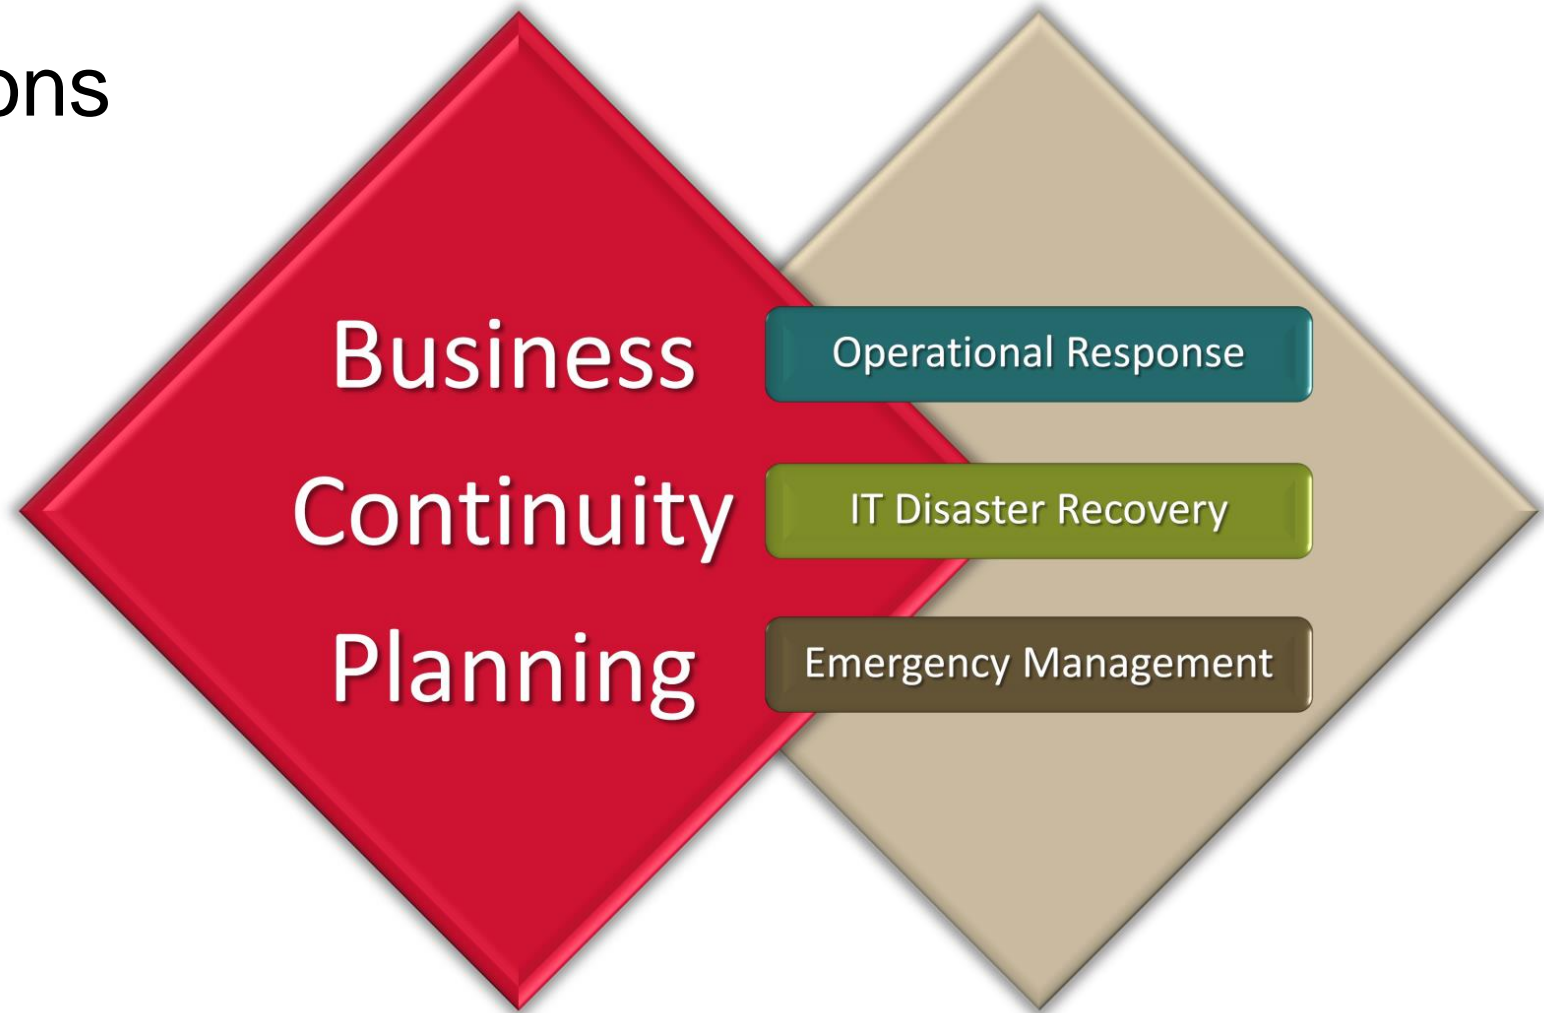 ons
Business
Continuity
Planning
Operational Response
IT Disaster Recovery
Emergency Management